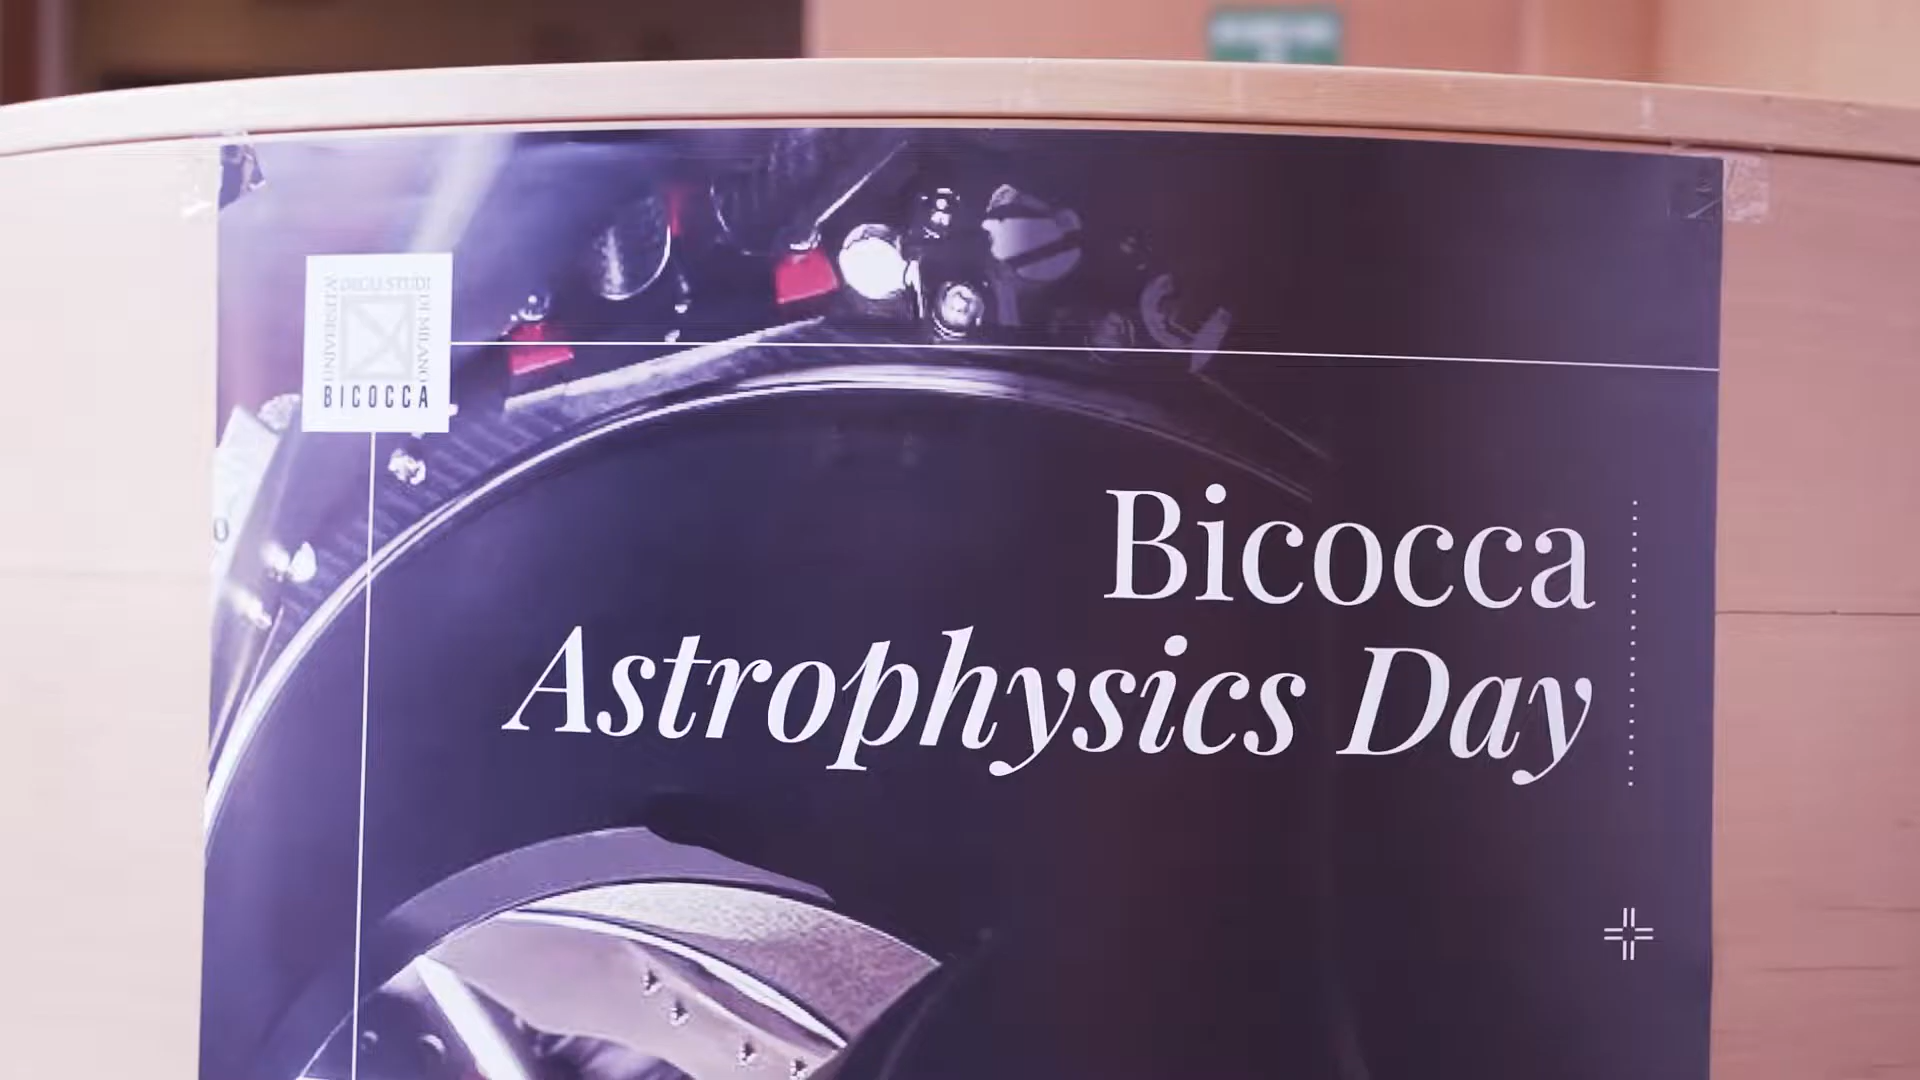 UNIVERSITÀ
DEGLI STUDI
DI MILANO
BICOCCA
Bicocca
Astrophysics Day